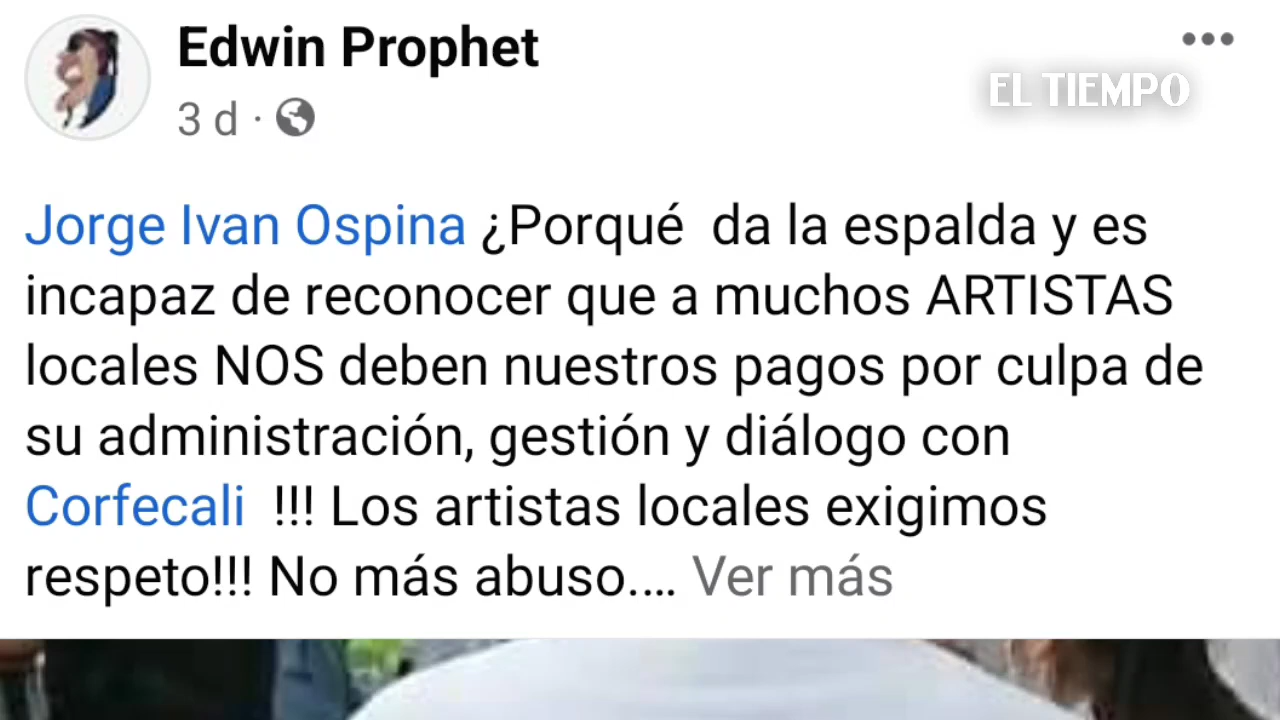 Edwin Prophet
3 d ·
EL TIEMPO
Jorge Ivan Ospina ¿Porqué da la espalda y es
incapaz de reconocer que a muchos ARTISTAS
locales NOS deben nuestros pagos por culpa de
su administración, gestión y diálogo con
Corfecali !!! Los artistas locales exigimos
respeto!!! No más abuso.... Ver más